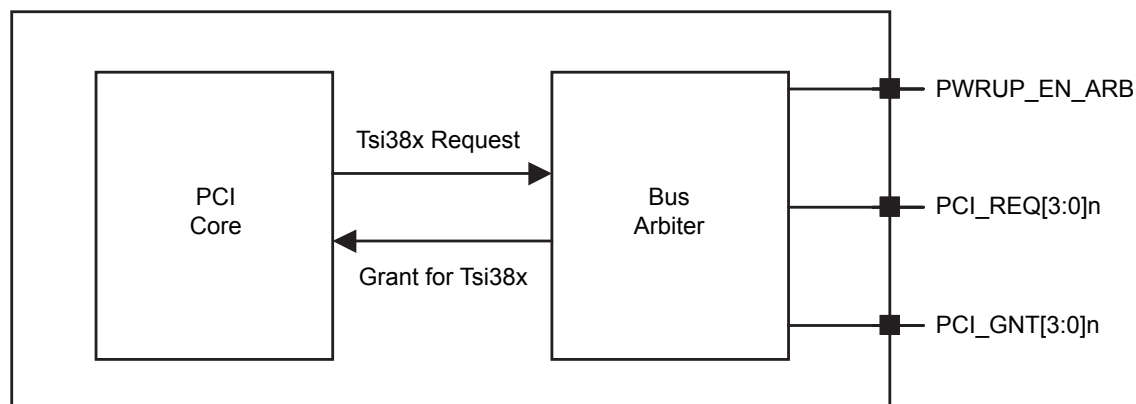 PCI
Core
Tsi38x Request
Grant for Tsi38x
Bus
Arbiter
PWRUP_EN_ARB
PCI_REQ[3:0]n
PCI_GNT[3:0]n